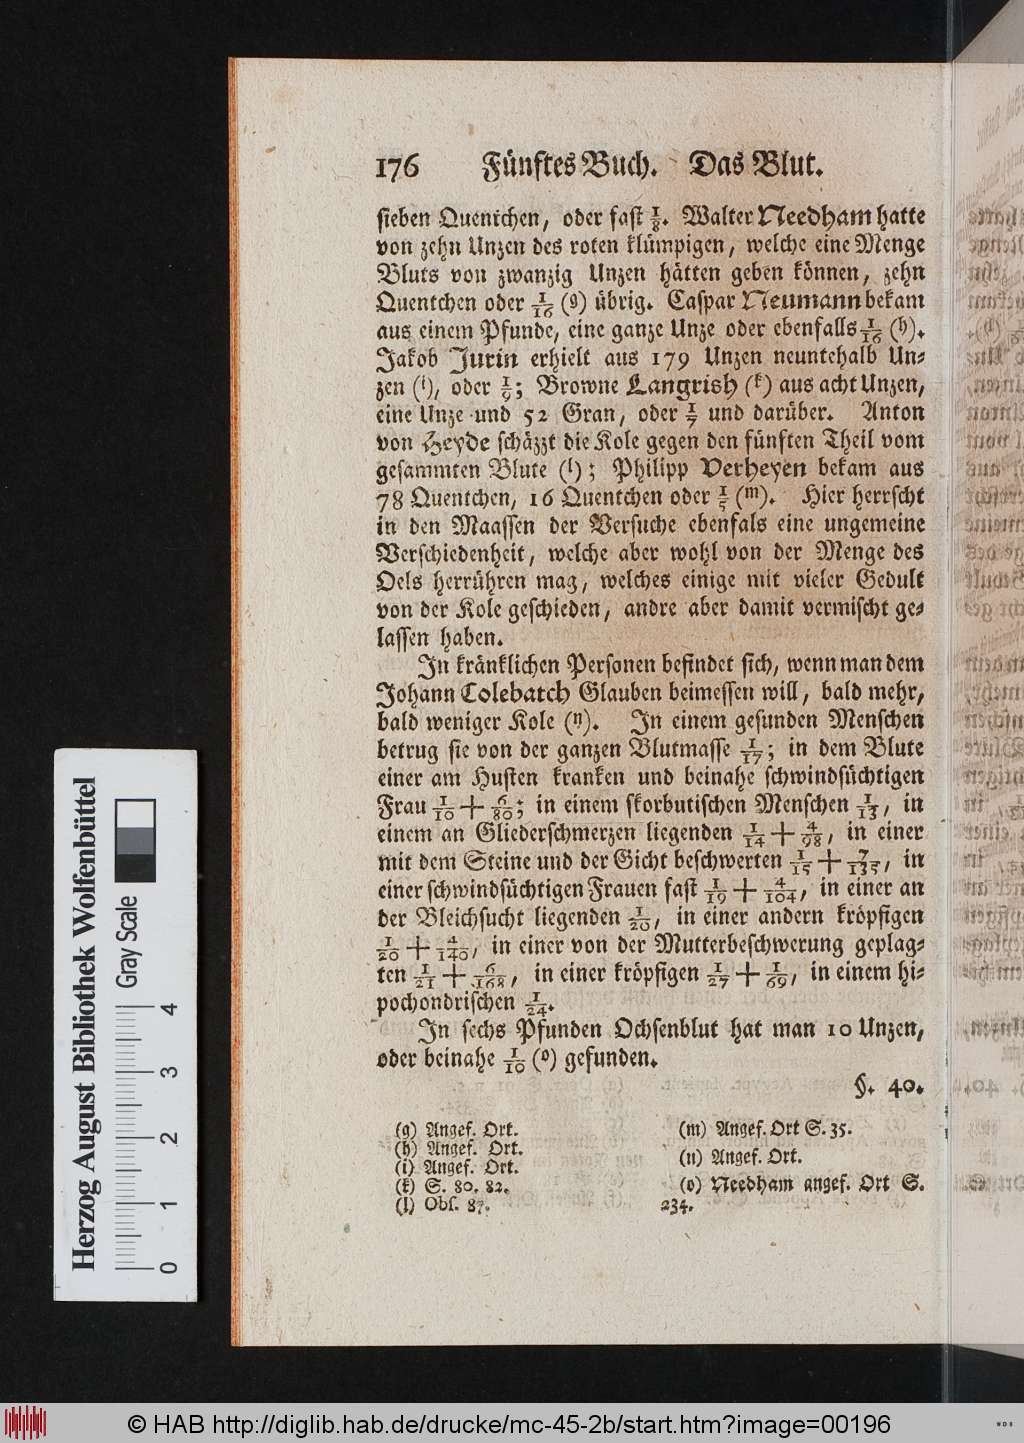 176 Fünftes Buch. Das Blut.
sieben Quentchen, oder fast 1/8. Walter Needham hatte
von zehn Unzen des roten klümpigen, welche eine Menge
Bluts von zwanzig Unzen hätten geben können, zehn
Quentchen oder 1/16 (g) übrig. Caspar Neumann bekam
aus einem Pfunde, eine ganze Unze oder ebenfalls 1/16 (h).
Jakob Jurin erhielt aus 179 Unzen neuntehalb Un-
zen (i), oder 1/9; Browne Langrish (k) aus acht Unzen,
eine Unze und 52 Gran, oder 1/7 und darüber. Anton
von Heyde schäzzt die Kole gegen den fünften Theil vom
gesammten Blute (l); Philipp Verheyen bekam aus
78 Quentchen, 16 Quentchen oder 1/5 (m). Hier herrscht
in den Maassen der Versuche ebenfals eine ungemeine
Verschiedenheit, welche aber wohl von der Menge des
Oels herrühren mag, welches einige mit vieler Gedult
von der Kole geschieden, andre aber damit vermischt ge-
lassen haben.
In kränklichen Personen befindet sich, wenn man dem
Johann Colebatch Glauben beimessen will, bald mehr,
bald weniger Kole (n). In einem gesunden Menschen
betrug sie von der ganzen Blutmasse 1/17; in dem Blute
einer am Husten kranken und beinahe schwindsüchtigen
Frau 1/10 + 6/80; in einem skorbutischen Menschen 1/13, in
einem an Gliederschmerzen liegenden 1/14 + 4/98, in einer
mit dem Steine und der Gicht beschwerten 1/15 + 7/135, in
einer schwindsüchtigen Frauen fast 1/19 + 4/104, in einer an
der Bleichsucht liegenden 1/20, in einer andern kröpfigen
1/20 + 4/140, in einer von der Mutterbeschwerung geplag-
ten 1/21 + 6/168, in einer kröpfigen 1/27 + 1/69, in einem hi-
pochondrischen 1/24.
In sechs Pfunden Ochsenblut hat man 10 Unzen,
oder beinahe 1/10 (o) gefunden.
§. 40.
(g) Angef. Ort.
(h) Angef. Ort.
(i) Angef. Ort.
(k) S. 80. 82.
(l) Obs. 87.
(m) Angef. Ort S. 35.
(n) Angef. Ort.
(o) Needham angef. Ort S.
234.
Herzog August Bibliothek Wolfenbüttel
Gray Scale
0 1 2 3 4
© HAB http://diglib.hab.de/drucke/mc-45-2b/start.htm?image=00196